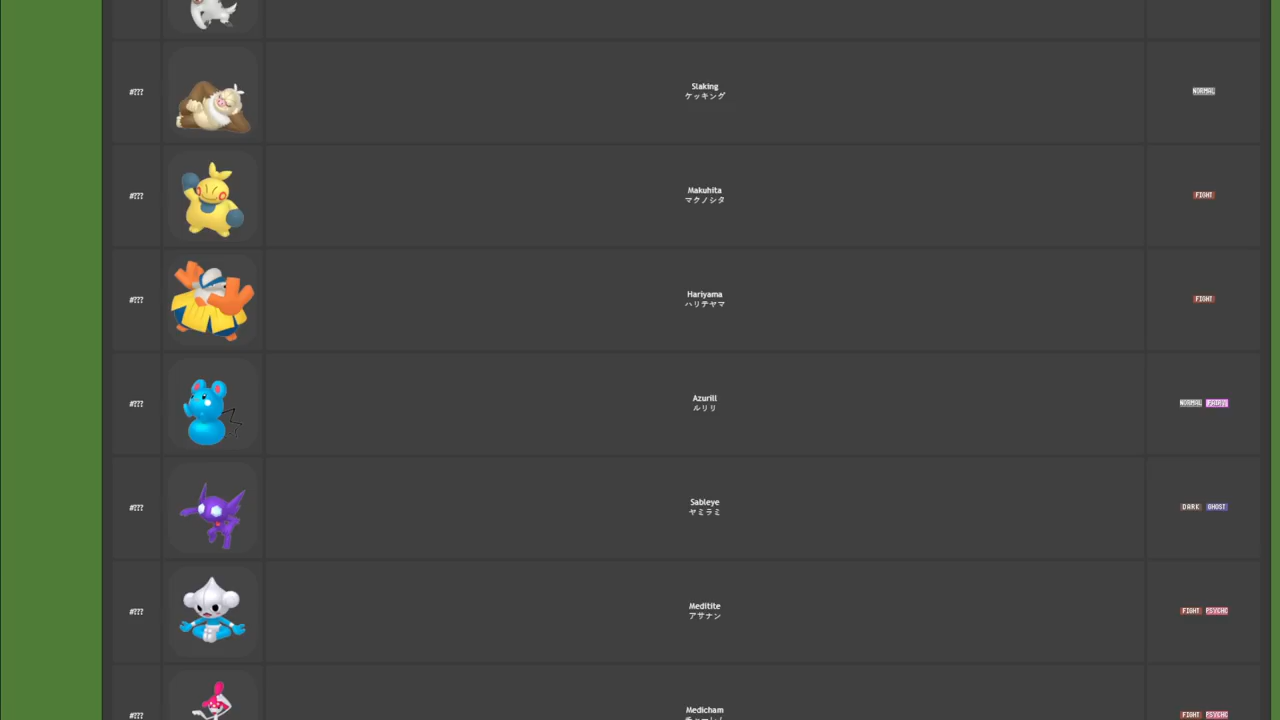 #???
Slaking
ケッキング
NORMAL
#???
Makuhita
マクノシタ
FIGHT
#???
Hariyama
ハリテヤマ
FIGHT
#???
Azurill
ルリリ
NORMAL FAIRY
#???
Sableye
ヤミラミ
DARK GHOST
#???
Meditite
アサナン
FIGHT PSYCHC
#???
Medicham
FIGHT PSYCHC